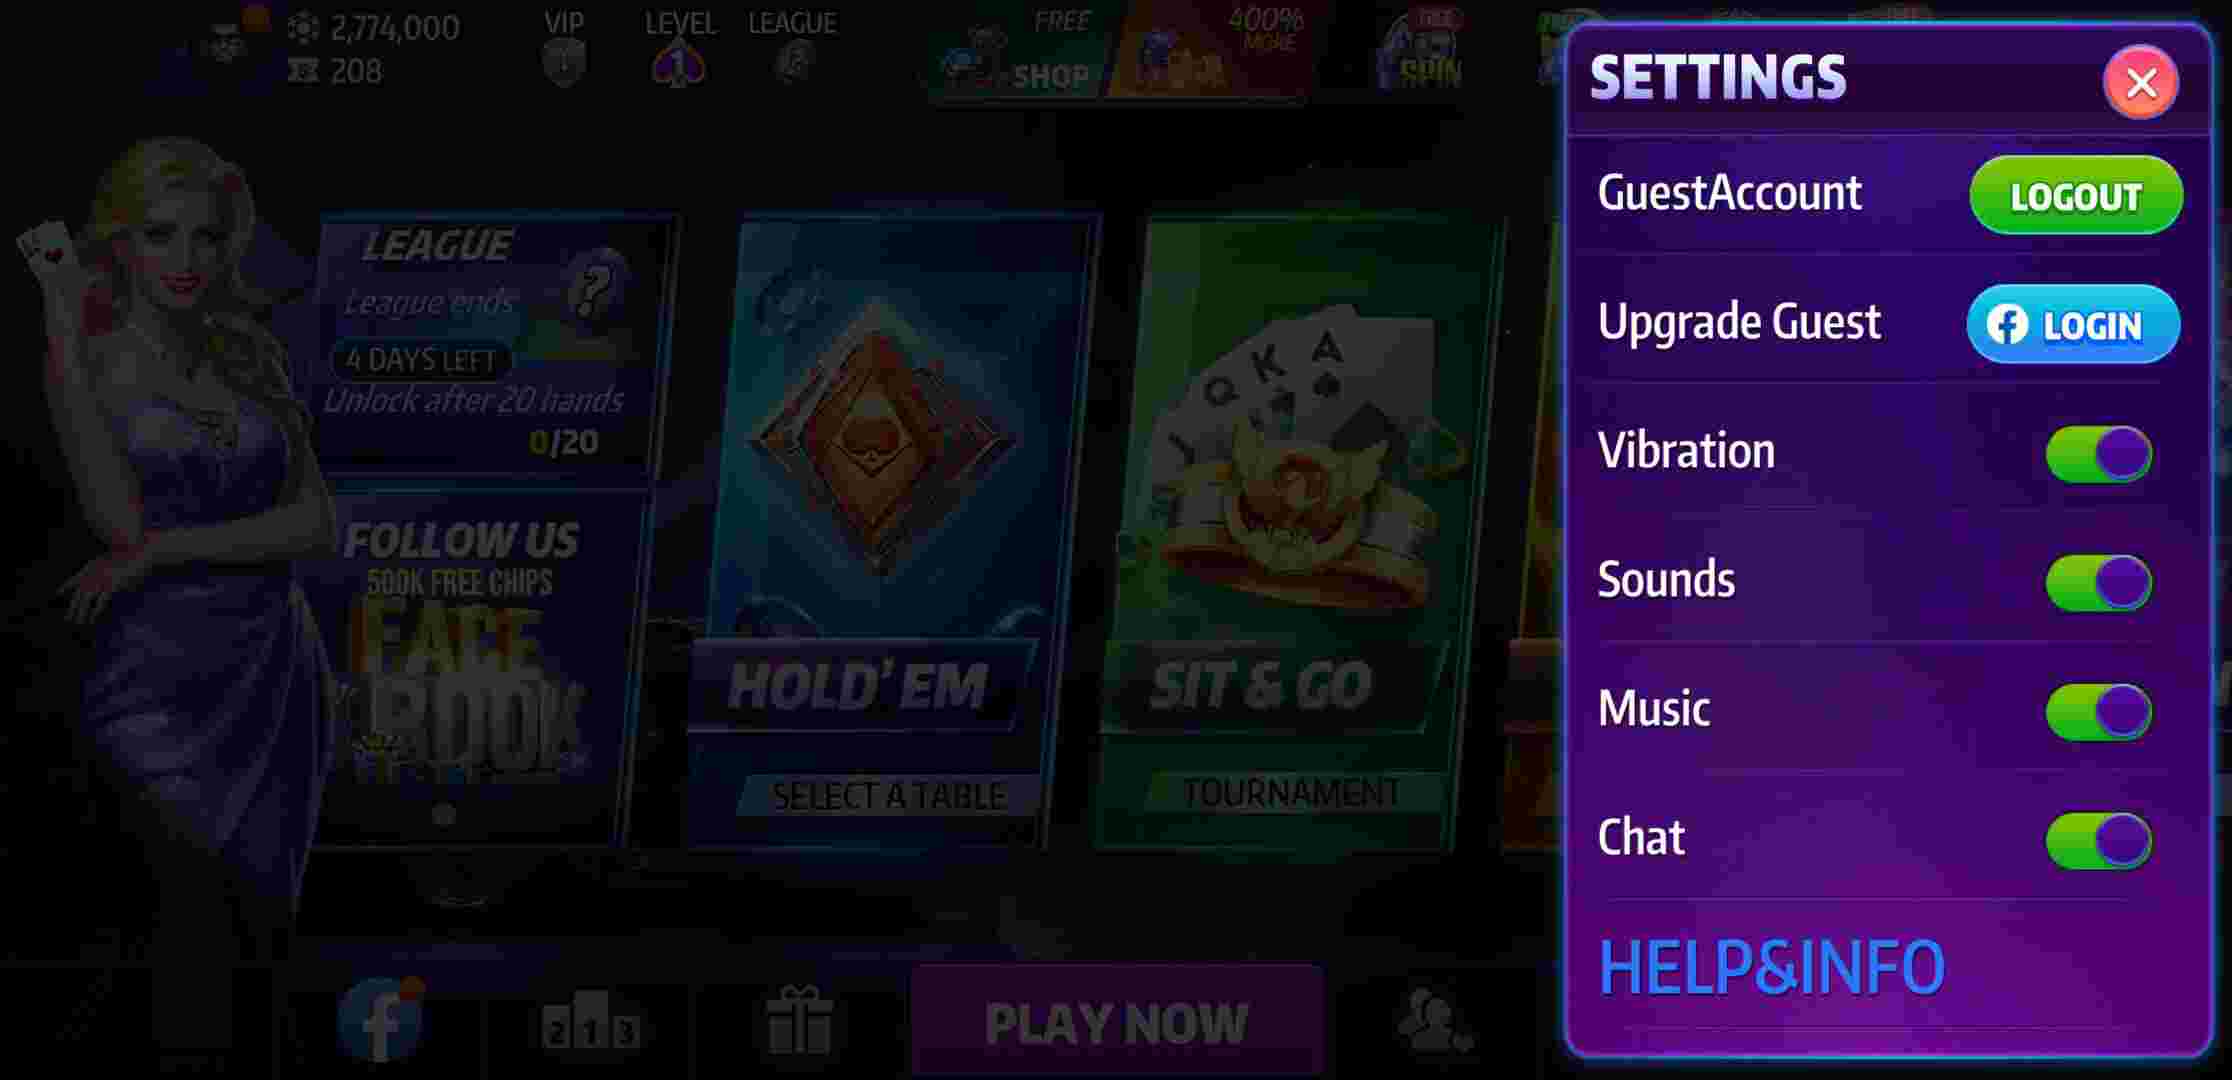 2,774,000
208
VIP
LEVEL
1
LEAGUE
FREE
SHOP
400%
MORE
SPIN
LEAGUE
League ends
4 DAYS LEFT
Unlock after 20 hands
0/20
?
FOLLOW US
500K FREE CHIPS
FACE
BOOK
HOLD'EM
SELECT A TABLE
Q K A
SIT & GO
TOURNAMENT
2 1 3
PLAY NOW
SETTINGS
GuestAccount
LOGOUT
Upgrade Guest
LOGIN
Vibration
Sounds
Music
Chat
HELP&INFO